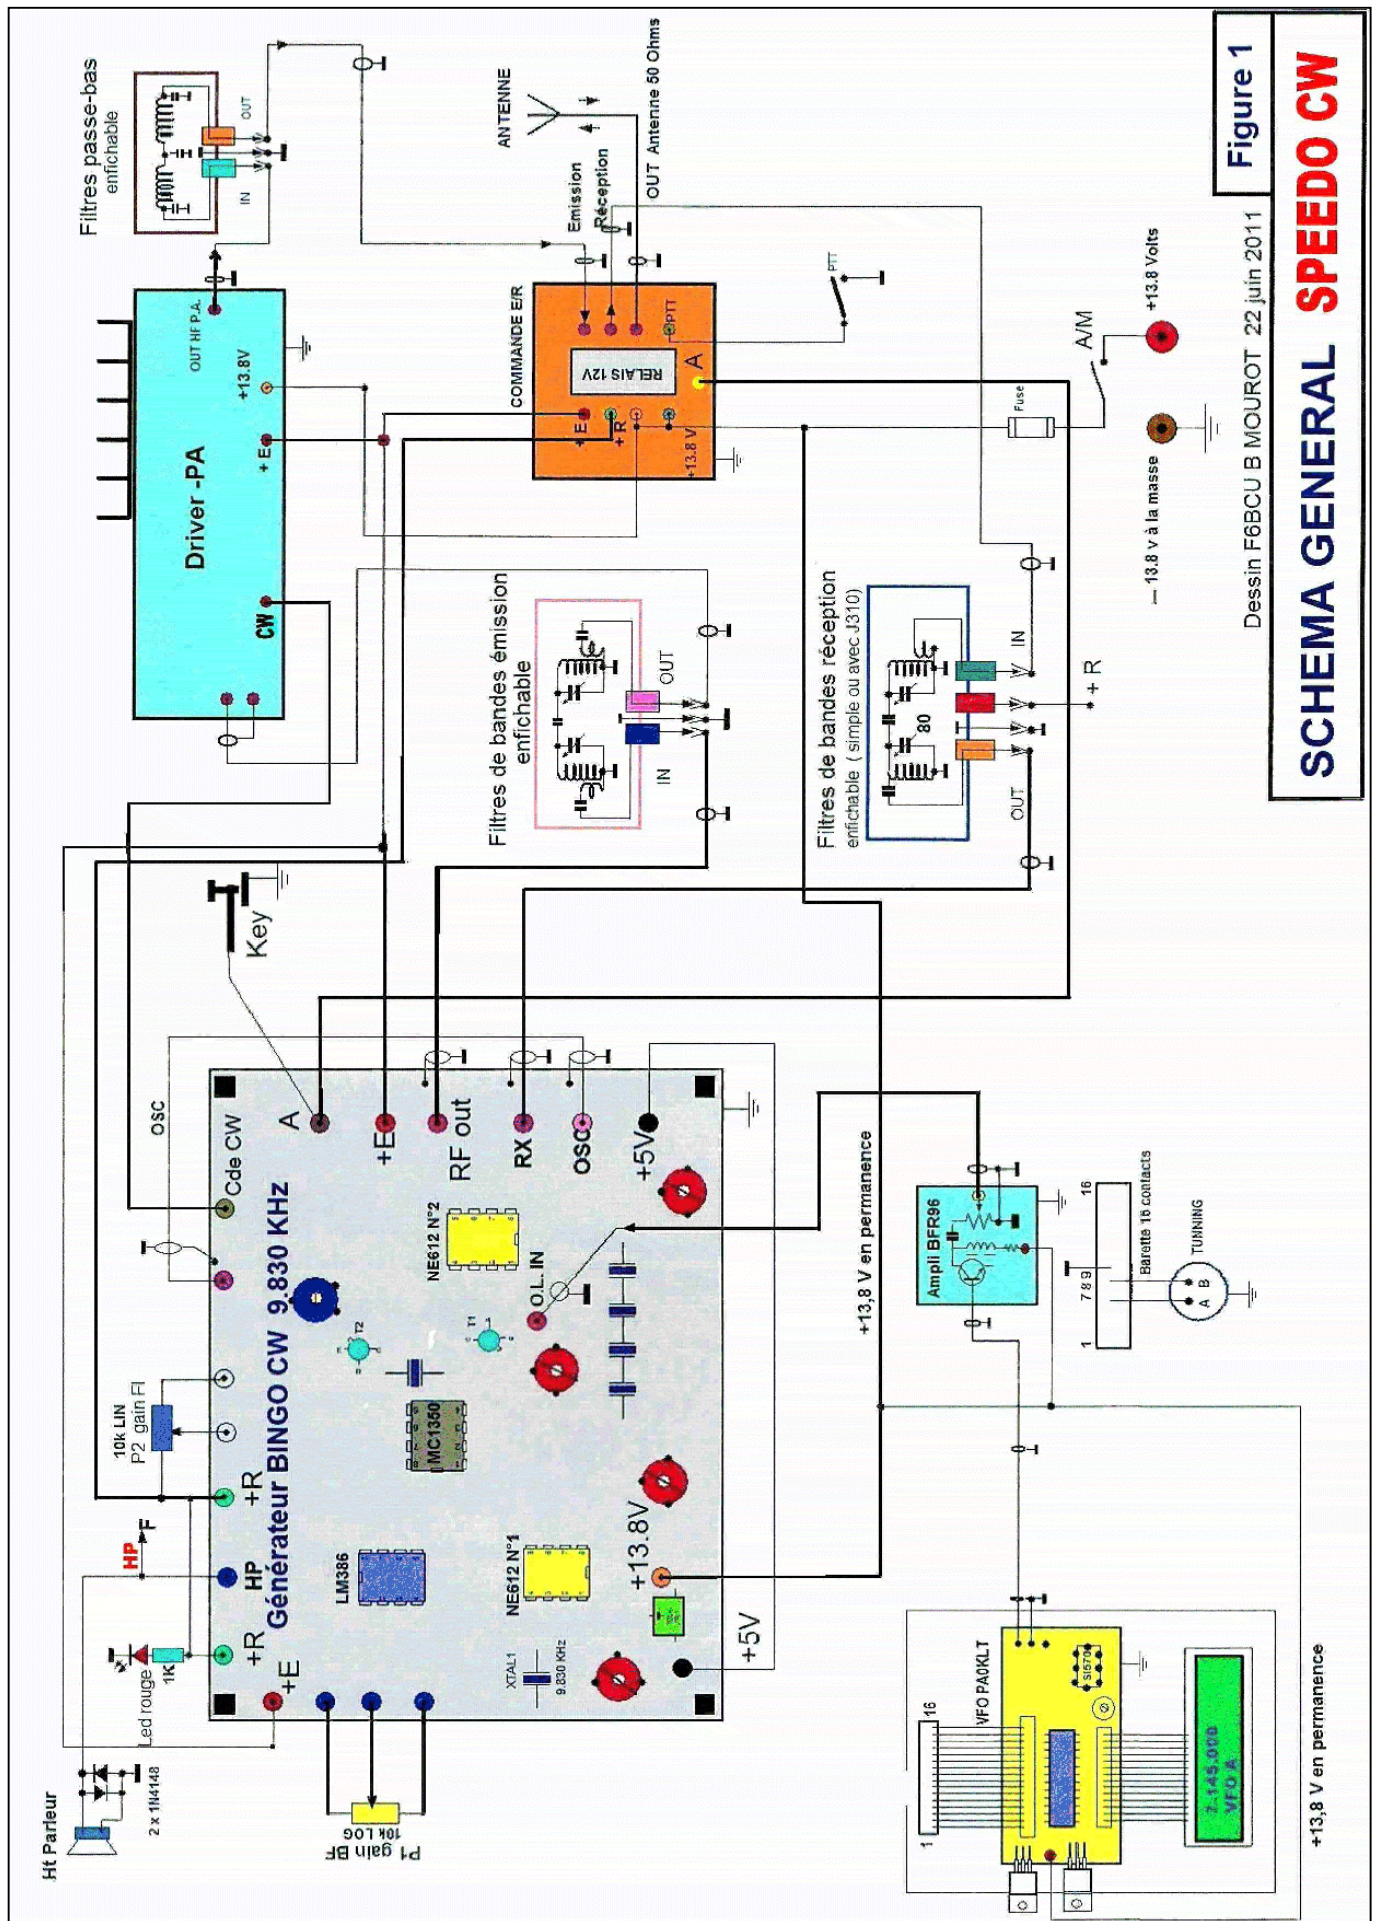 Figure 1
SCHEMA GENERAL SPEEDO CW
Dessin F6BCU B MOUROT 22 juin 2011
Filtres passe-bas
enfichable
IN
OUT
OUT HF P.A.
+13.8V
+ E
Driver -PA
CW
ANTENNE
OUT Antenne 50 Ohms
Emission
Réception
COMMANDE E/R
RELAIS 12V
PTT
A
+ E
+ R
+13.8 V
PTT
Fuse
A/M
+13.8 Volts
— 13.8 v à la masse
Filtres de bandes émission
enfichable
IN
OUT
Filtres de bandes réception
enfichable ( simple ou avec J310)
80
OUT
IN
+ R
Key
OSC
Cde CW
A
+E
RF out
RX
OSC
+5V
Générateur BINGO CW 9.830 KHz
NE612 N°2
O.L. IN
T2
T1
MC1350
10k LIN
P2 gain FI
+R
HP
F
HP
+R
+E
LM386
NE612 N°1
+13.8V
XTAL1
9.830 KHz
+5V
Led rouge
1K
Ht Parleur
2 x 1N4148
P1 gain BF
10k LOG
+13,8 V en permanence
Ampli BFR96
Barette 16 contacts
1
7 8 9
16
A
B
TUNNING
VFO PA0KLT
1
16
SI570
7.145.000
VFO A
+13,8 V en permanence